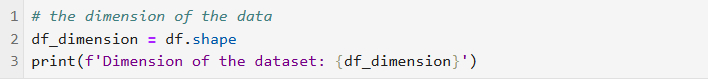 1 # the dimension of the data
2 df_dimension = df.shape
3 print(f'Dimension of the dataset: {df_dimension}')